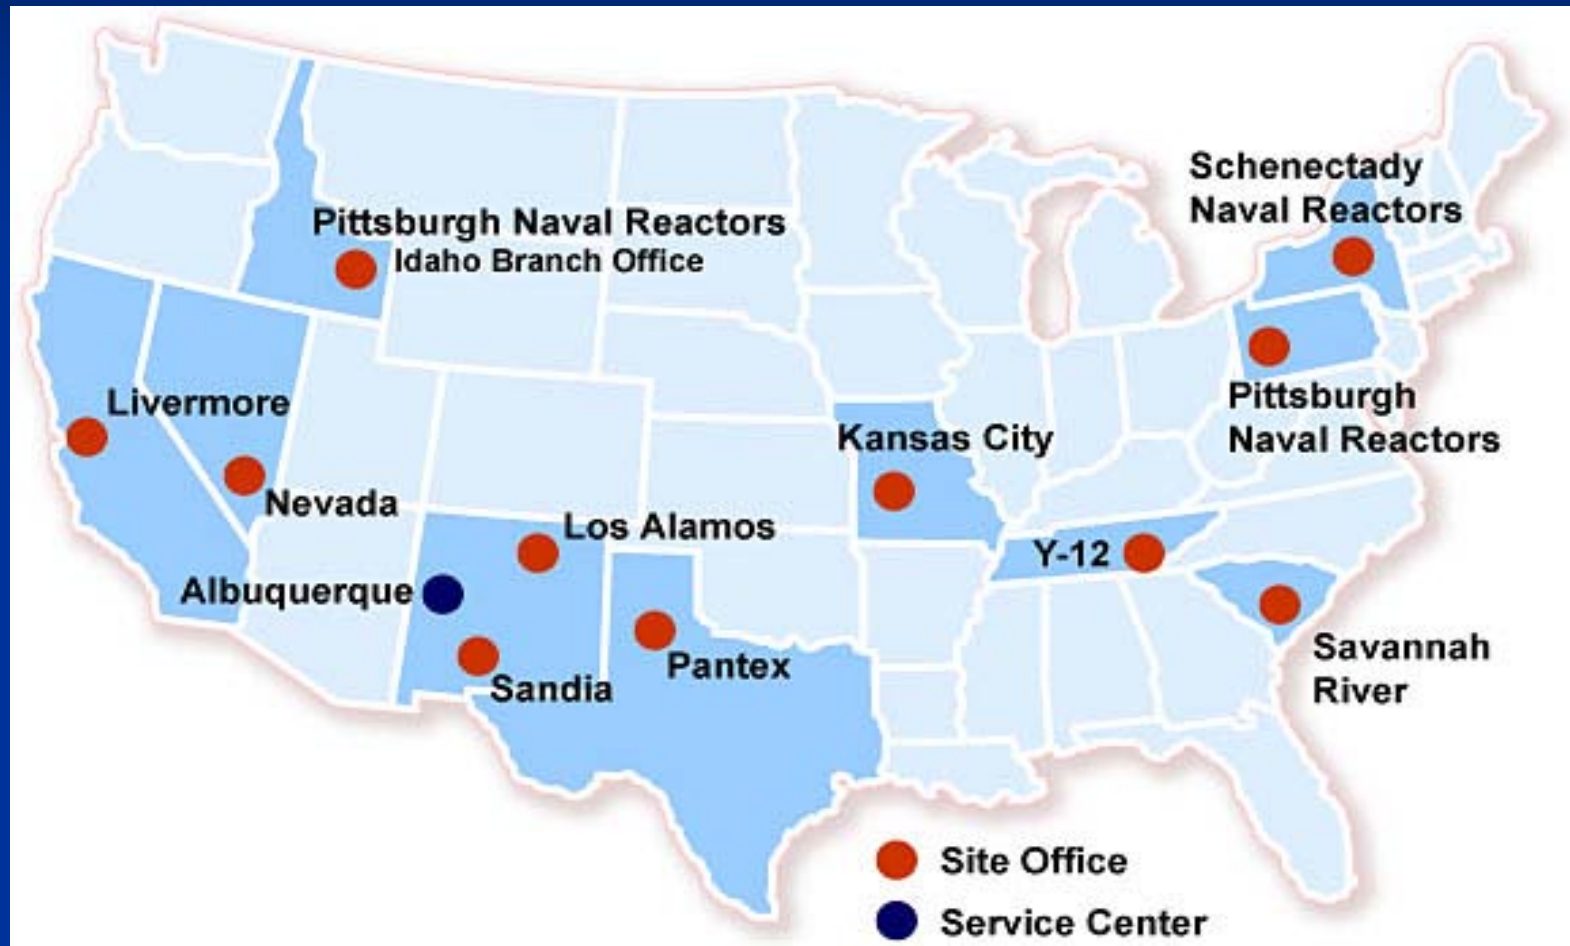 Schenectady
Naval Reactors
Pittsburgh Naval Reactors
Idaho Branch Office
Pittsburgh
Naval Reactors
Livermore
Kansas City
Nevada
Los Alamos
Y-12
Albuquerque
Sandia
Pantex
Savannah
River
Site Office
Service Center